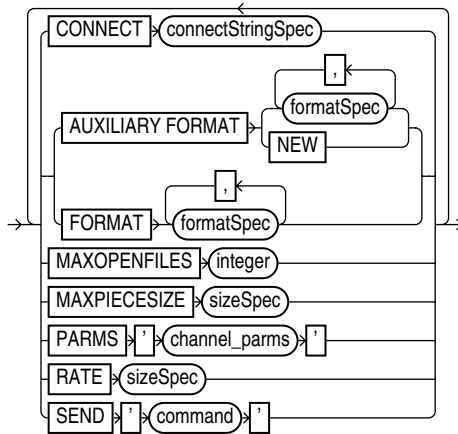 CONNECT connectStringSpec
,
formatSpec
AUXILIARY FORMAT
NEW
,
FORMAT formatSpec
MAXOPENFILES integer
MAXPIECESIZE sizeSpec
PARMS ' channel_parms '
RATE sizeSpec
SEND ' command '